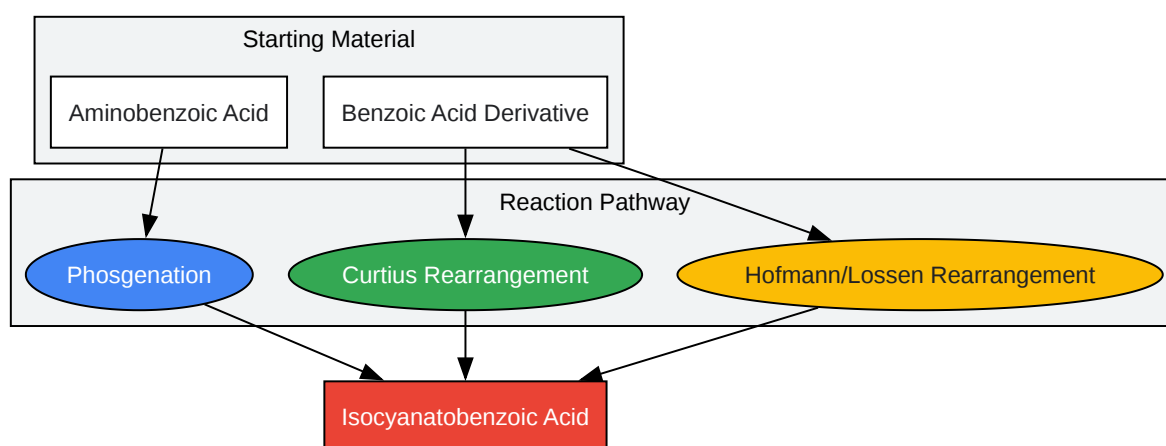 Starting Material
Aminobenzoic Acid
Benzoic Acid Derivative
Reaction Pathway
Phosgenation
Curtius Rearrangement
Hofmann/Lossen Rearrangement
Isocyanatobenzoic Acid